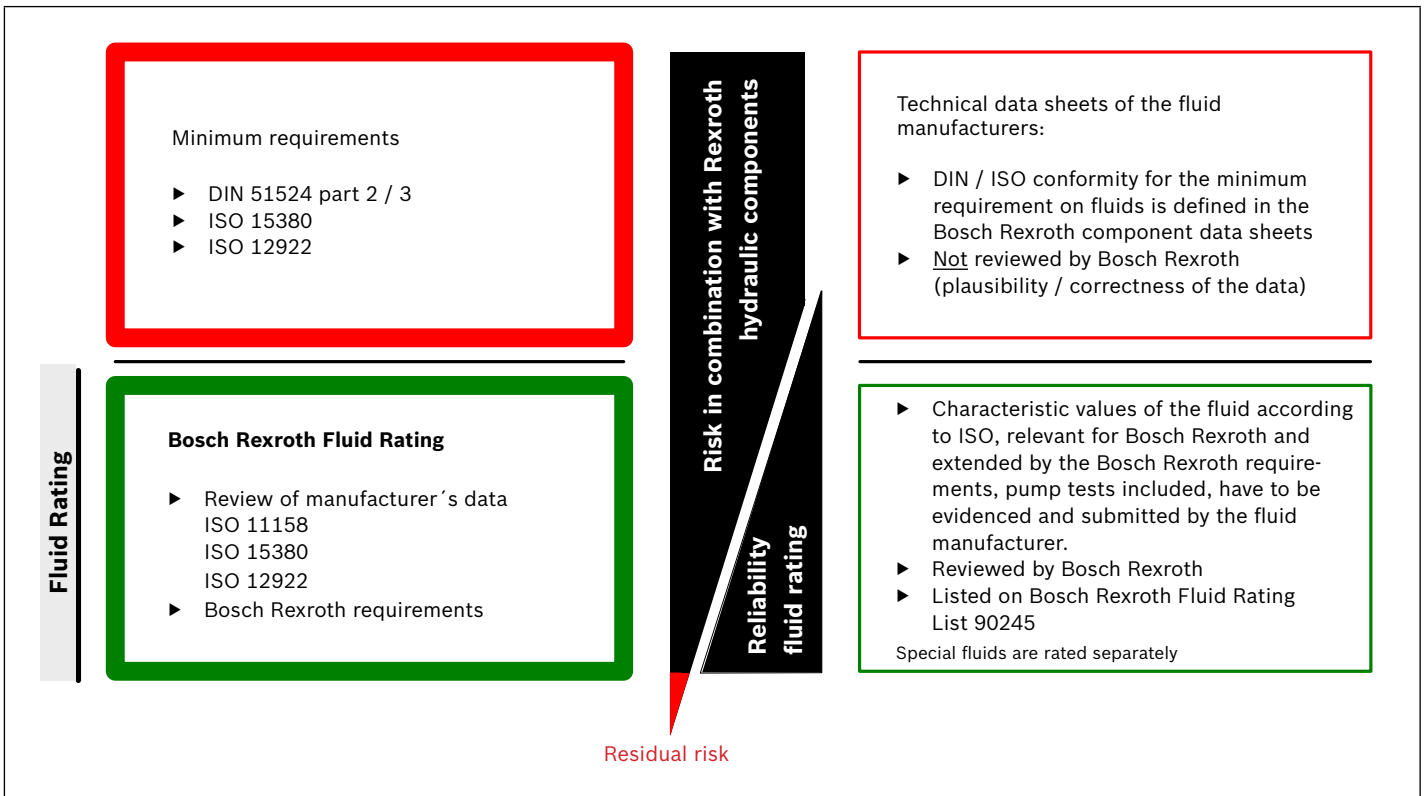 Minimum requirements
▶ DIN 51524 part 2 / 3
▶ ISO 15380
▶ ISO 12922
Risk in combination with Rexroth
hydraulic components
Technical data sheets of the fluid
manufacturers:
▶ DIN / ISO conformity for the minimum
requirement on fluids is defined in the
Bosch Rexroth component data sheets
▶ Not reviewed by Bosch Rexroth
(plausibility / correctness of the data)
Fluid Rating
Bosch Rexroth Fluid Rating
▶ Review of manufacturer´s data
ISO 11158
ISO 15380
ISO 12922
▶ Bosch Rexroth requirements
Reliability
fluid rating
▶ Characteristic values of the fluid according
to ISO, relevant for Bosch Rexroth and
extended by the Bosch Rexroth require-
ments, pump tests included, have to be
evidenced and submitted by the fluid
manufacturer.
▶ Reviewed by Bosch Rexroth
▶ Listed on Bosch Rexroth Fluid Rating
List 90245
Special fluids are rated separately
Residual risk